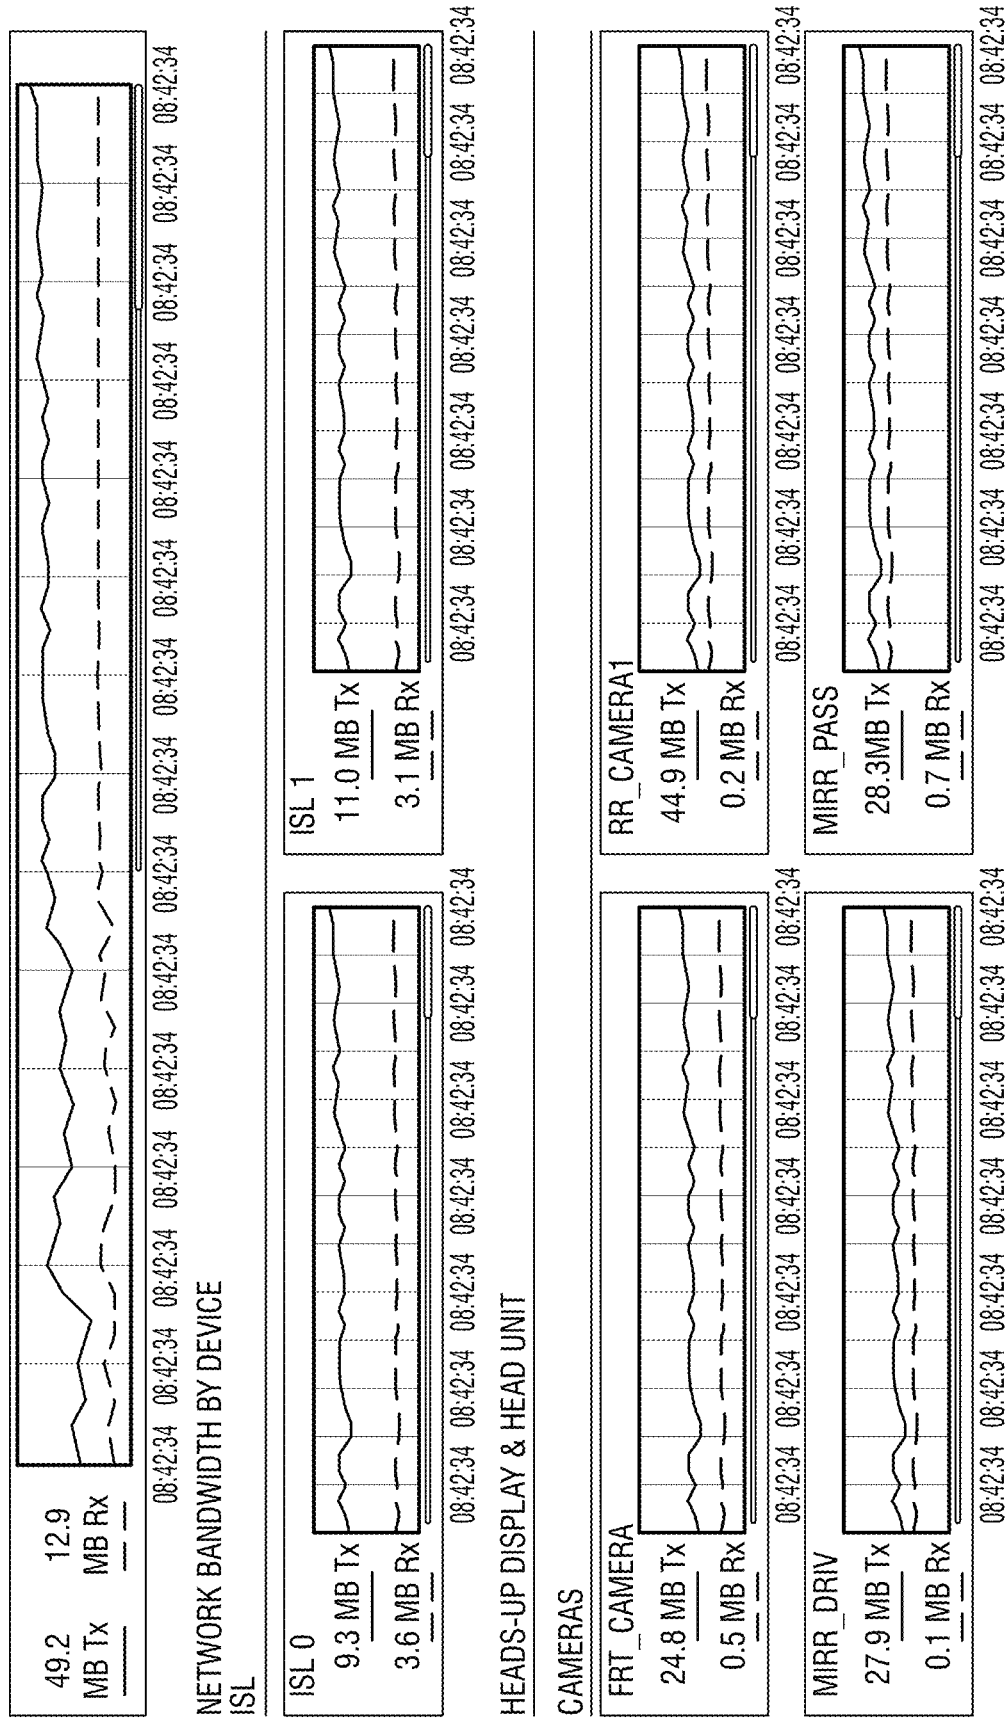 49.2 12.9
MB Tx MB Rx
08:42:34 08:42:34 08:42:34 08:42:34 08:42:34 08:42:34 08:42:34 08:42:34 08:42:34 08:42:34 08:42:34 08:42:34 08:42:34 08:42:34 08:42:34
NETWORK BANDWIDTH BY DEVICE
ISL
ISL 0
9.3 MB Tx
3.6 MB Rx
08:42:34 08:42:34 08:42:34 08:42:34 08:42:34 08:42:34 08:42:34
ISL 1
11.0 MB Tx
3.1 MB Rx
08:42:34 08:42:34 08:42:34 08:42:34 08:42:34 08:42:34 08:42:34
HEADS-UP DISPLAY & HEAD UNIT
CAMERAS
FRT_CAMERA
24.8 MB Tx
0.5 MB Rx
08:42:34 08:42:34 08:42:34 08:42:34 08:42:34 08:42:34 08:42:34
RR_CAMERA1
44.9 MB Tx
0.2 MB Rx
08:42:34 08:42:34 08:42:34 08:42:34 08:42:34 08:42:34 08:42:34
MIRR_DRIV
27.9 MB Tx
0.1 MB Rx
08:42:34 08:42:34 08:42:34 08:42:34 08:42:34 08:42:34 08:42:34
MIRR_PASS
28.3MB Tx
0.7 MB Rx
08:42:34 08:42:34 08:42:34 08:42:34 08:42:34 08:42:34 08:42:34